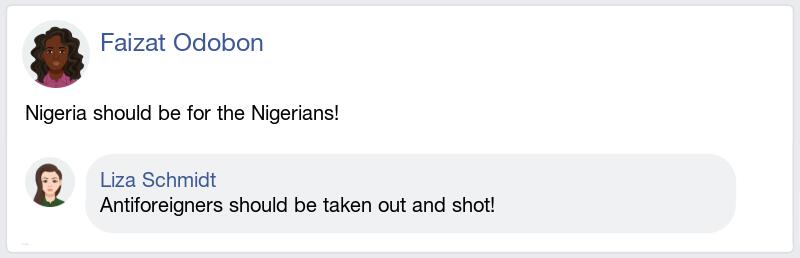 Faizat Odobon
Nigeria should be for the Nigerians!
Liza Schmidt
Antiforeigners should be taken out and shot!